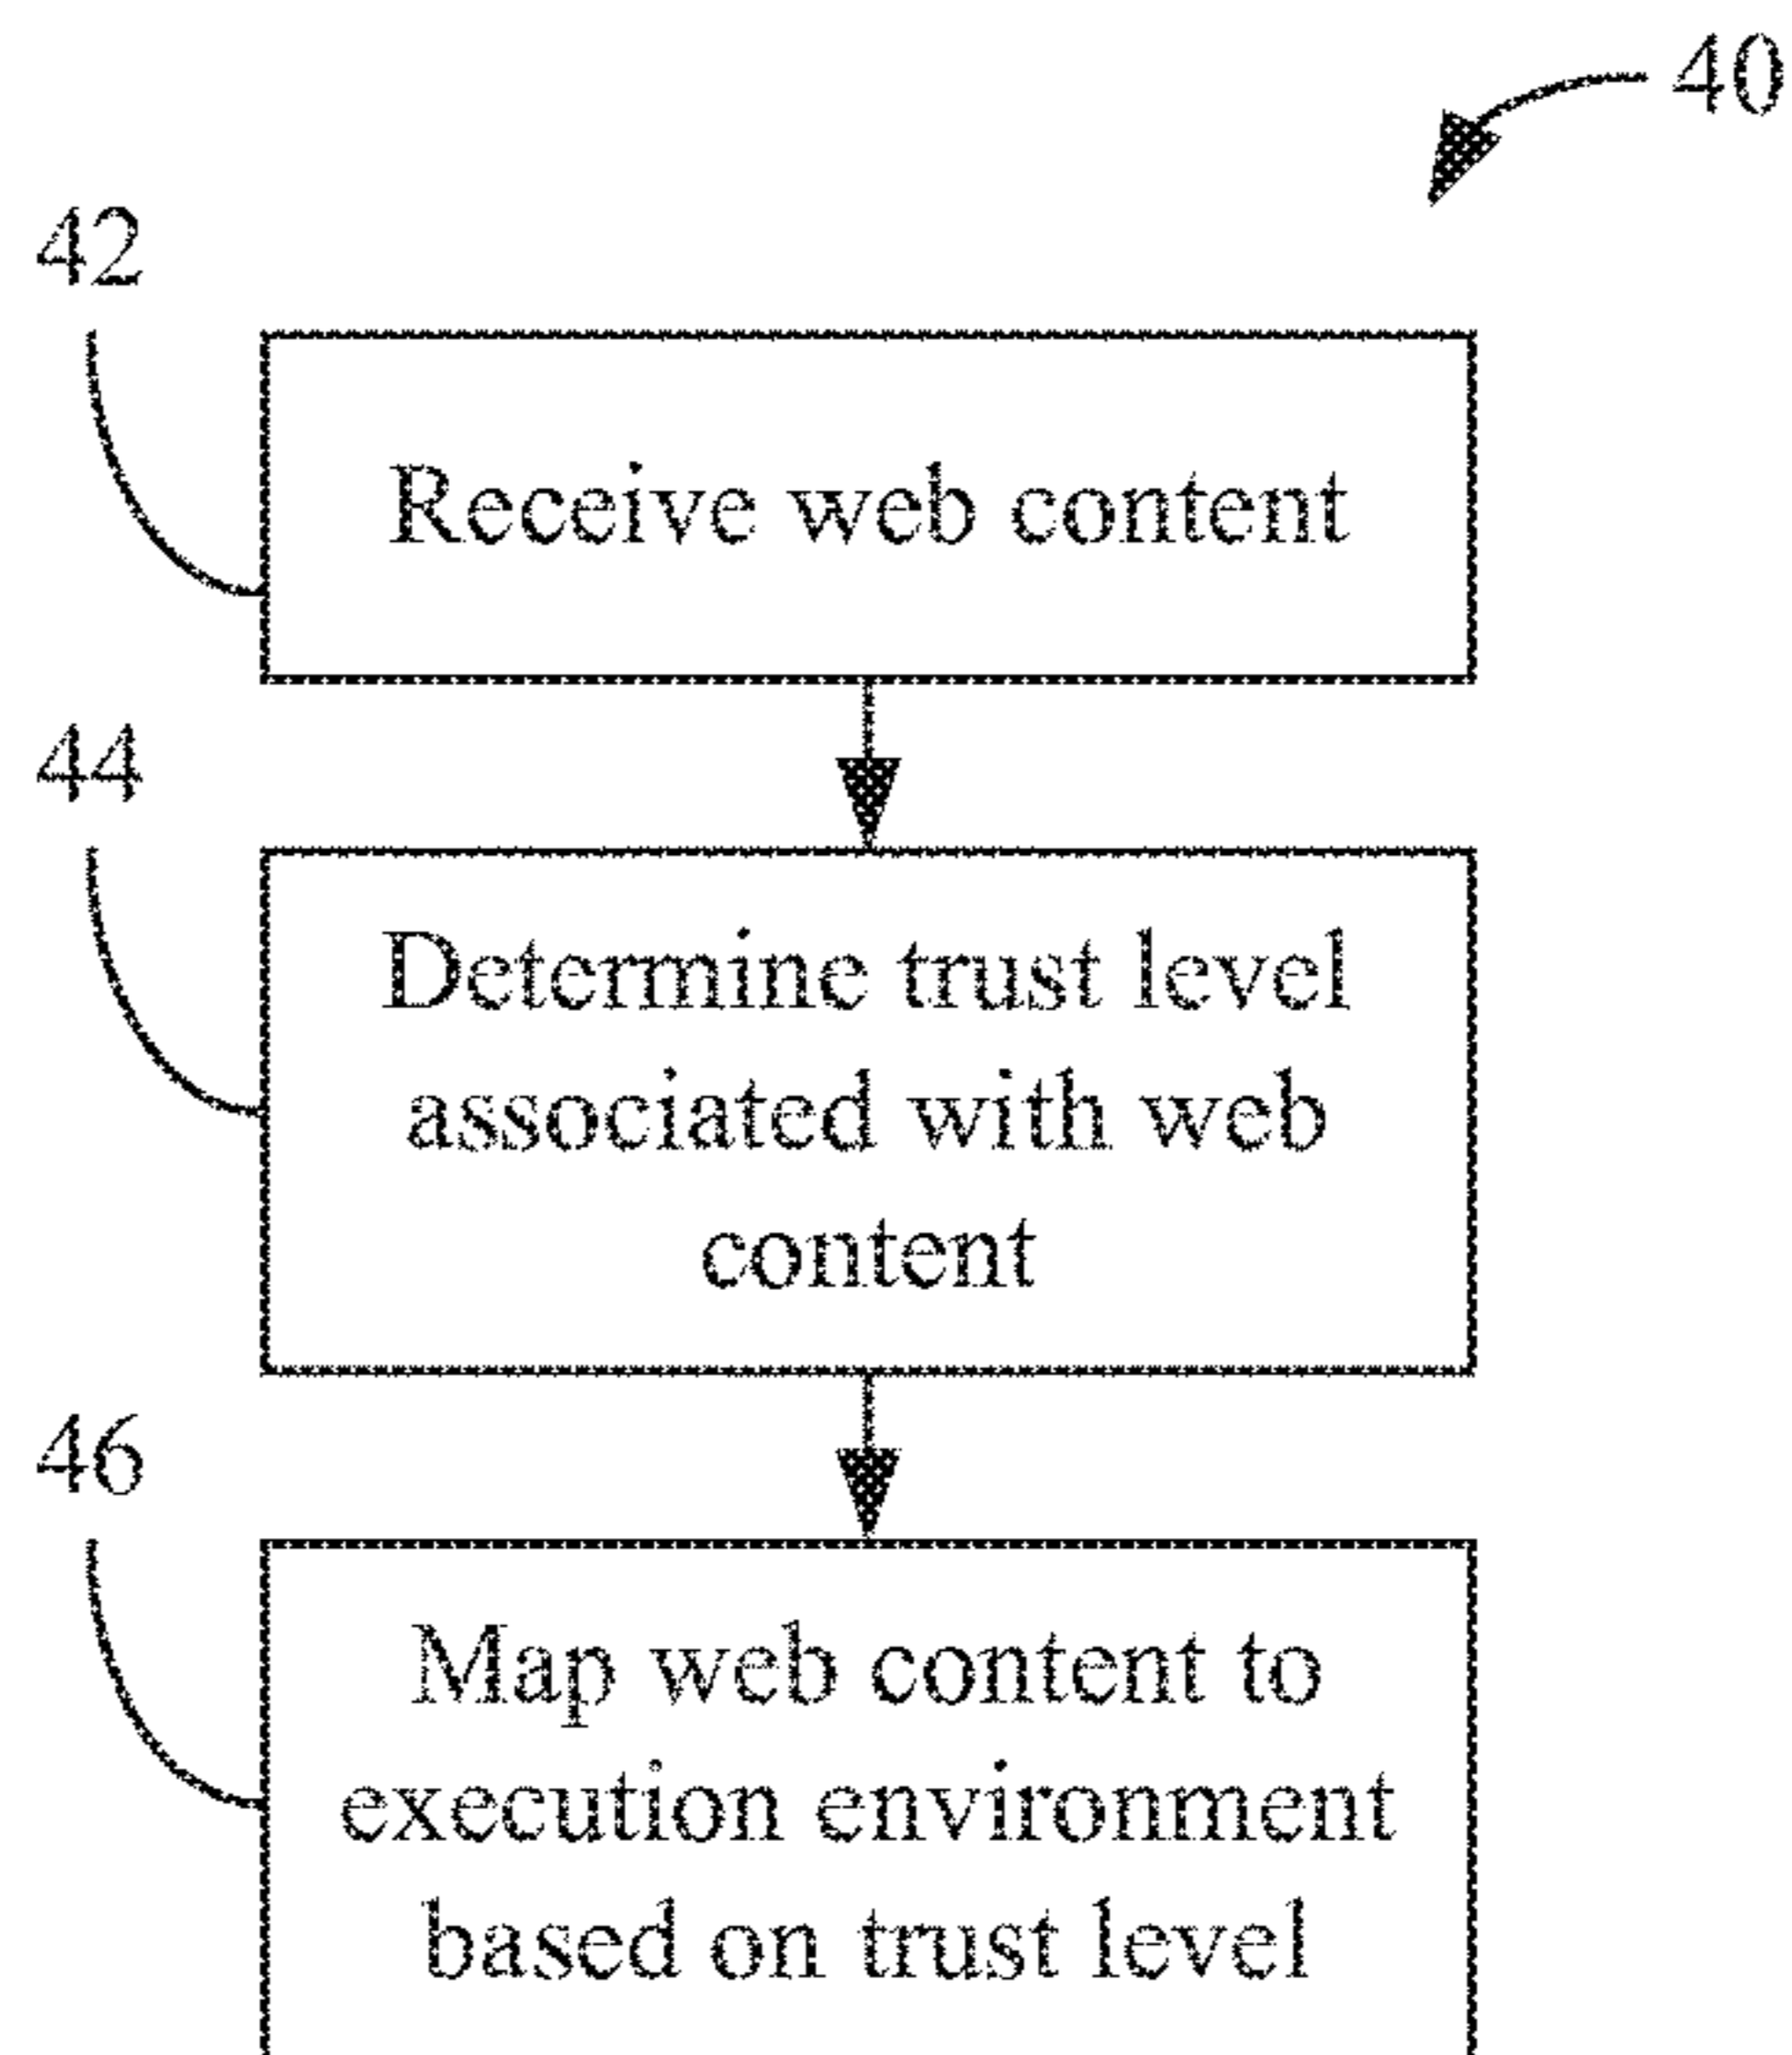 40
42
Receive web content
44
Determine trust level
associated with web
content
46
Map web content to
execution environment
based on trust level